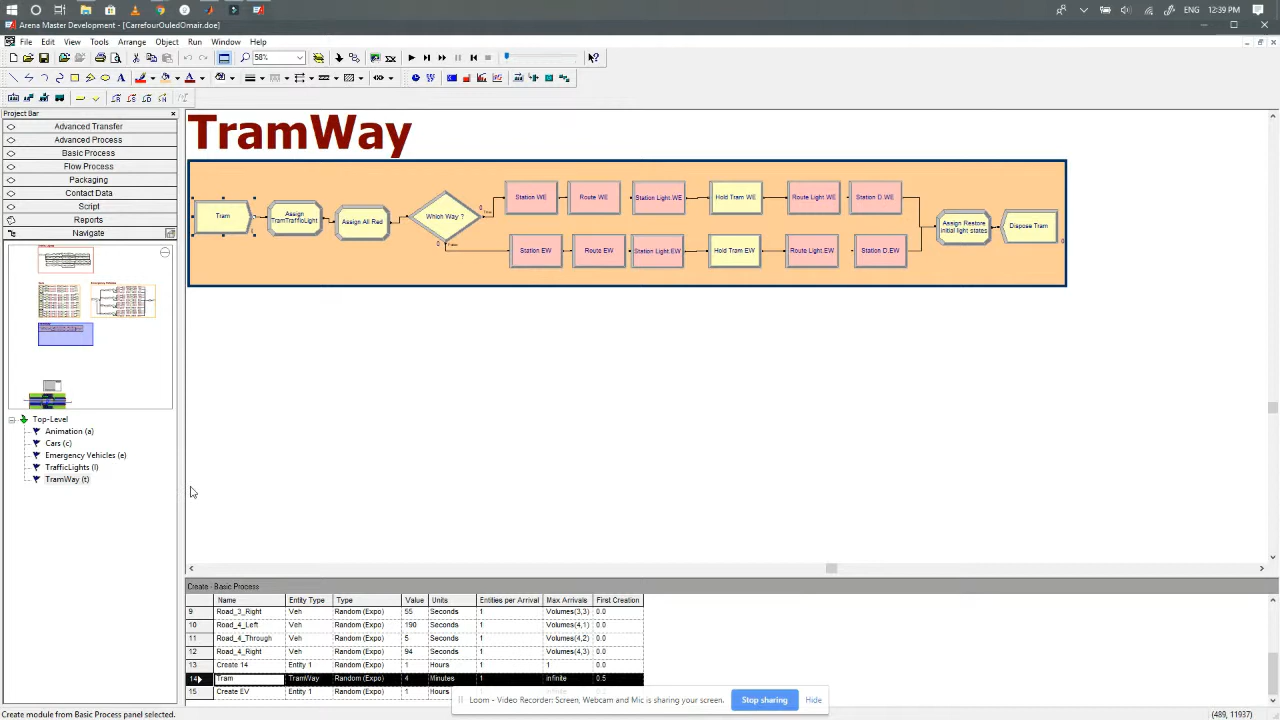 ENG 12:39 PM
Arena Master Development - [CarrefourOuledOmair.doe]
File Edit View Tools Arrange Object Run Window Help
58%
Project Bar
Advanced Transfer
Advanced Process
Basic Process
Flow Process
Packaging
Contact Data
Script
Reports
Navigate
Top-Level
Animation (a)
Cars (c)
Emergency Vehicles (e)
TrafficLights (l)
TramWay (t)
TramWay
Tram
Assign TramTrafficLight
Assign All Red
Which Way ?
0 True
0 False
Station WE
Route WE
Station Light.WE
Hold Tram WE
Route Light WE
Station D.WE
Station EW
Route EW
Station Light.EW
Hold Tram EW
Route Light.EW
Station D.EW
Assign Restore initial light states
Dispose Tram
0
Create - Basic Process
Name Entity Type Type Value Units Entities per Arrival Max Arrivals First Creation
9 Road_3_Right Veh Random (Expo) 55 Seconds 1 Volumes(3,3) 0.0
10 Road_4_Left Veh Random (Expo) 190 Seconds 1 Volumes(4,1) 0.0
11 Road_4_Through Veh Random (Expo) 5 Seconds 1 Volumes(4,2) 0.0
12 Road_4_Right Veh Random (Expo) 94 Seconds 1 Volumes(4,3) 0.0
13 Create 14 Entity 1 Random (Expo) 1 Hours 1 1 0.0
14 Tram TramWay Random (Expo) 4 Minutes 1 infinite 0.5
15 Create EV Entity 1 Random (Expo) 1 Hours
Loom - Video Recorder: Screen, Webcam and Mic is sharing your screen. Stop sharing Hide
Create module from Basic Process panel selected. (489, 11937)